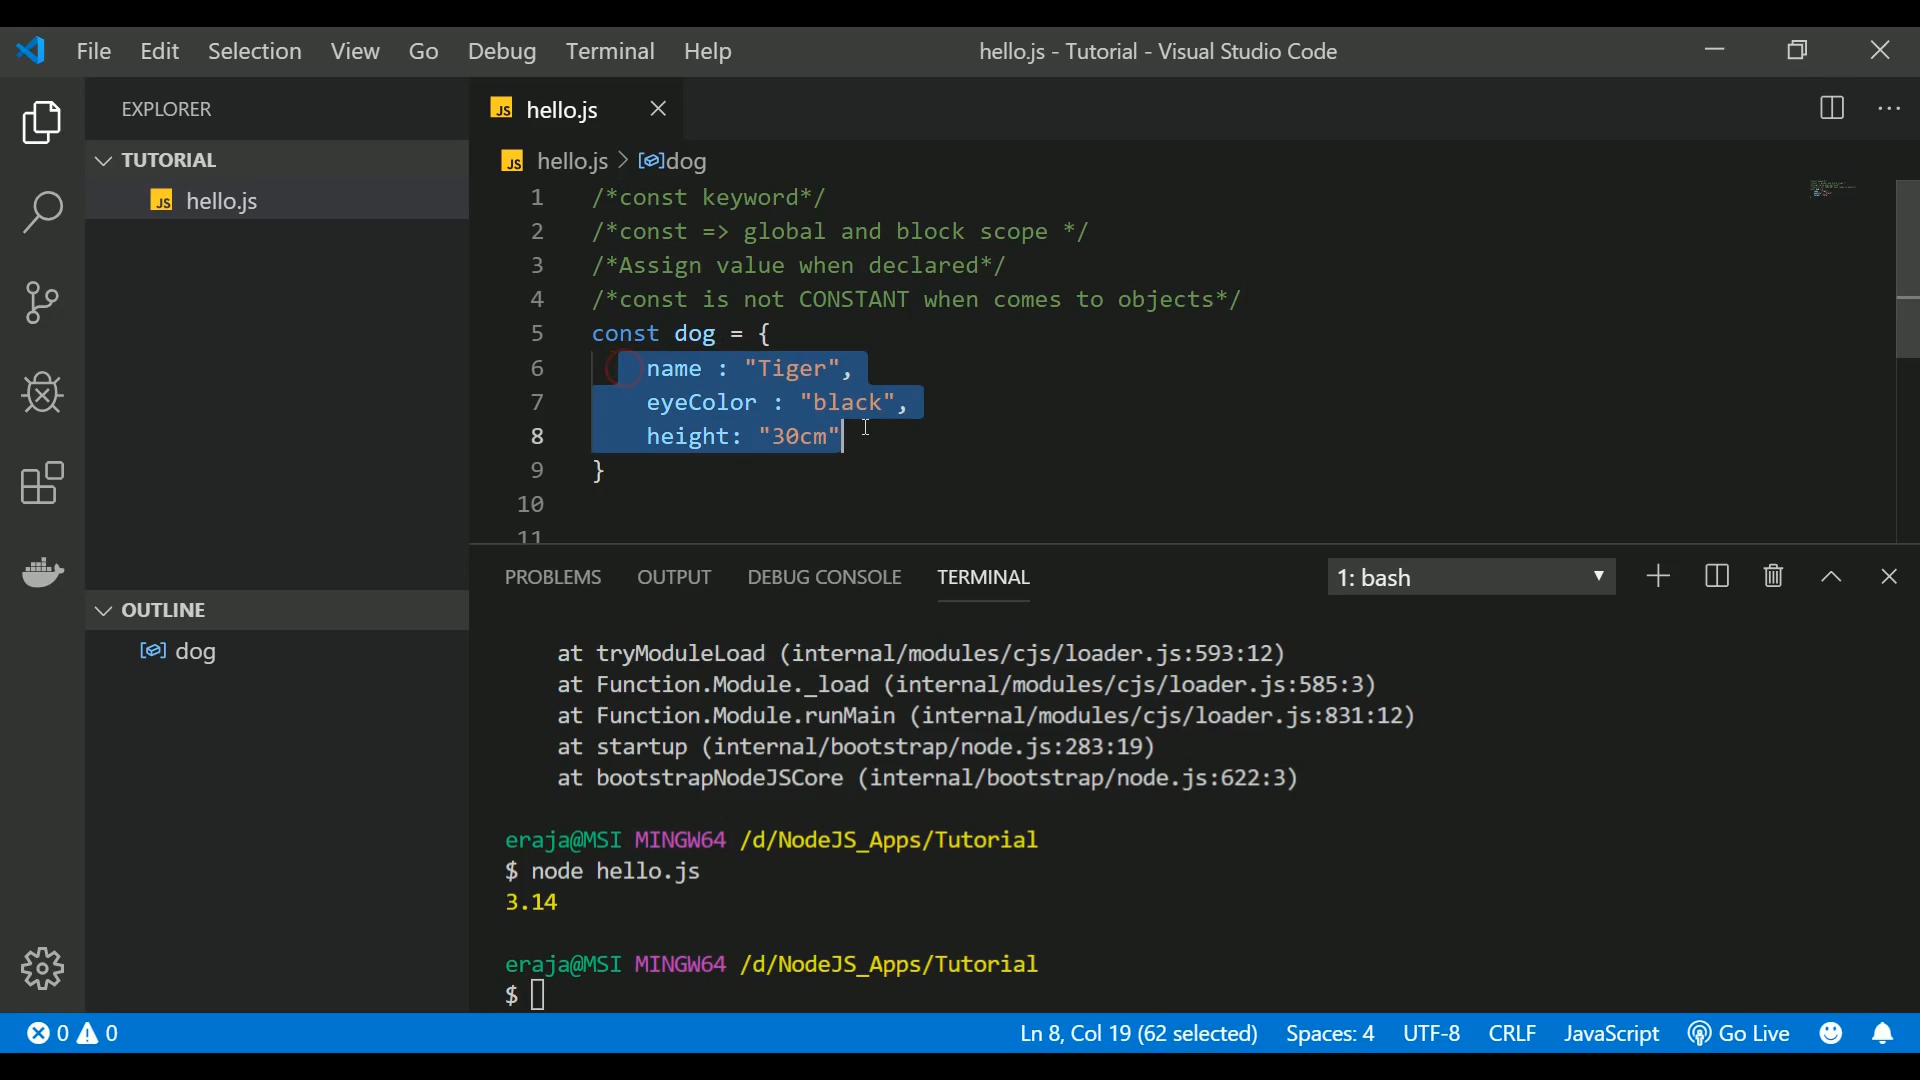 File Edit Selection View Go Debug Terminal Help hello.js - Tutorial - Visual Studio Code
EXPLORER
TUTORIAL
JS hello.js
OUTLINE
dog
JS hello.js
JS hello.js > dog
1 /*const keyword*/
2 /*const => global and block scope */
3 /*Assign value when declared*/
4 /*const is not CONSTANT when comes to objects*/
5 const dog = {
6 name : "Tiger",
7 eyeColor : "black",
8 height: "30cm"
9 }
10
11
PROBLEMS OUTPUT DEBUG CONSOLE TERMINAL 1: bash
at tryModuleLoad (internal/modules/cjs/loader.js:593:12)
at Function.Module._load (internal/modules/cjs/loader.js:585:3)
at Function.Module.runMain (internal/modules/cjs/loader.js:831:12)
at startup (internal/bootstrap/node.js:283:19)
at bootstrapNodeJSCore (internal/bootstrap/node.js:622:3)
eraja@MSI MINGW64 /d/NodeJS_Apps/Tutorial
$ node hello.js
3.14
eraja@MSI MINGW64 /d/NodeJS_Apps/Tutorial
$
0 0 Ln 8, Col 19 (62 selected) Spaces: 4 UTF-8 CRLF JavaScript Go Live